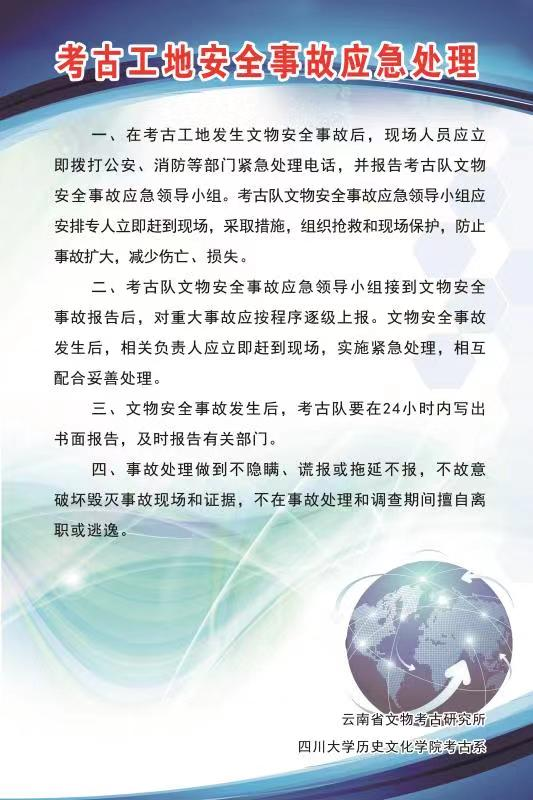 考古工地安全事故应急处理
一、在考古工地发生文物安全事故后，现场人员应立
即拨打公安、消防等部门紧急处理电话，并报告考古队文物
安全事故应急领导小组。考古队文物安全事故应急领导小组应
安排专人立即赶到现场，采取措施，组织抢救和现场保护，防止
事故扩大，减少伤亡、损失。
二、考古队文物安全事故应急领导小组接到文物安全
事故报告后，对重大事故应按程序逐级上报。文物安全事故
发生后，相关负责人应立即赶到现场，实施紧急处理，相互
配合妥善处理。
三、文物安全事故发生后，考古队要在24小时内写出
书面报告，及时报告有关部门。
四、事故处理做到不隐瞒、谎报或拖延不报，不故意
破坏毁灭事故现场和证据，不在事故处理和调查期间擅自离
职或逃逸。
云南省文物考古研究所
四川大学历史文化学院考古系